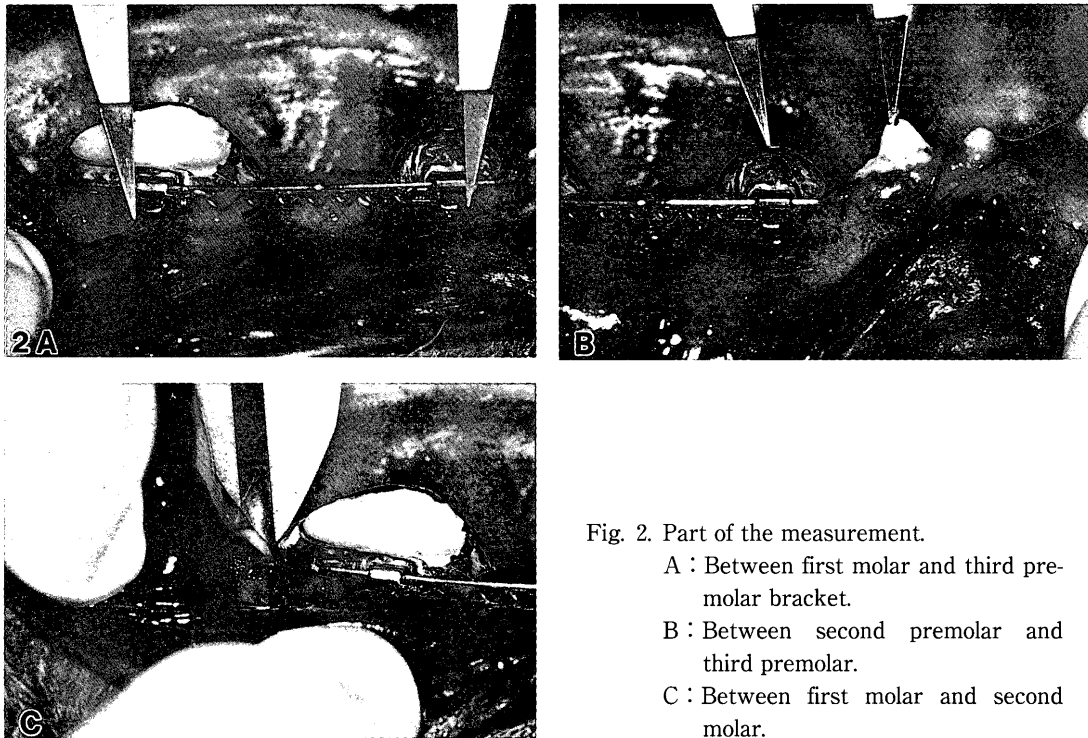 2A
B
C
Fig. 2. Part of the measurement.
A : Between first molar and third pre-
molar bracket.
B : Between second premolar and
third premolar.
C : Between first molar and second
molar.